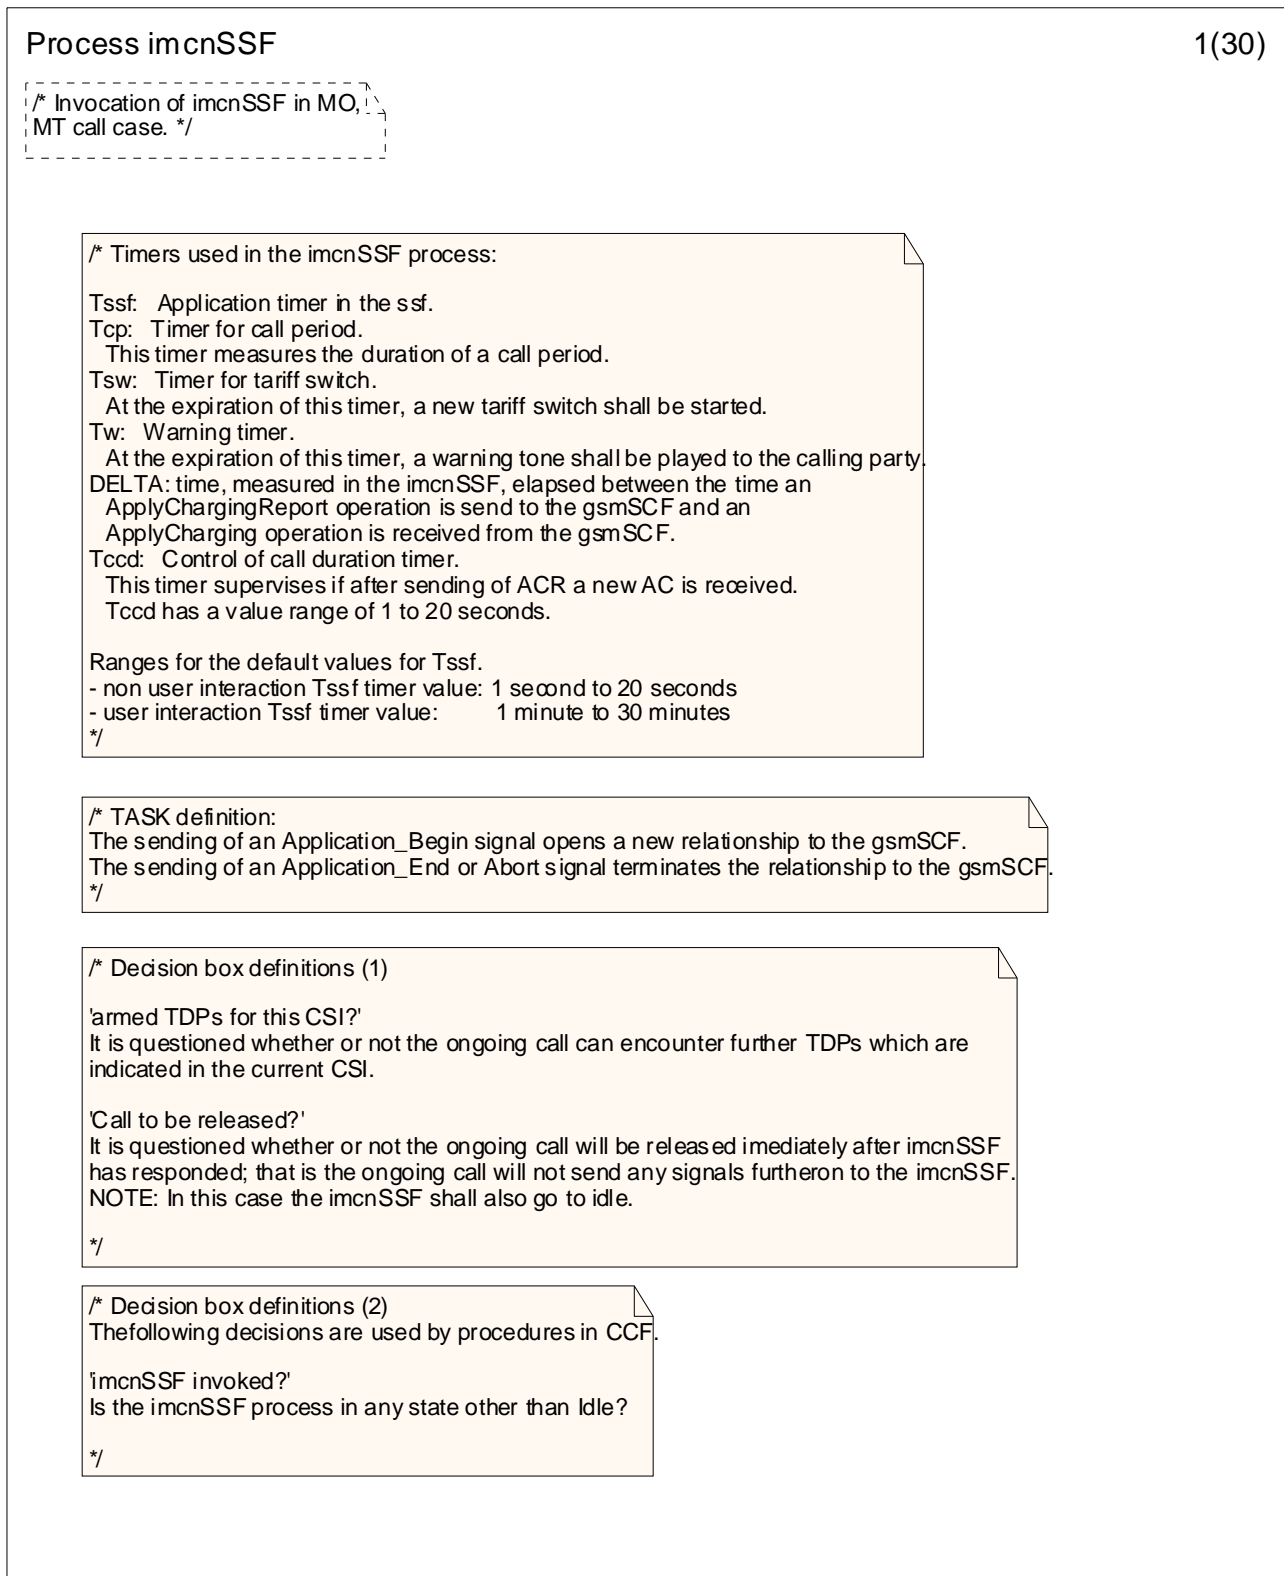 Process imcnSSF
1(30)
/* Invocation of imcnSSF in MO,
MT call case. */
/* Timers used in the imcnSSF process:
Tssf: Application timer in the ssf.
Tcp: Timer for call period.
This timer measures the duration of a call period.
Tsw: Timer for tariff switch.
At the expiration of this timer, a new tariff switch shall be started.
Tw: Warning timer.
At the expiration of this timer, a warning tone shall be played to the calling party.
DELTA: time, measured in the imcnSSF, elapsed between the time an
ApplyChargingReport operation is send to the gsmSCF and an
ApplyCharging operation is received from the gsmSCF.
Tccd: Control of call duration timer.
This timer supervises if after sending of ACR a new AC is received.
Tccd has a value range of 1 to 20 seconds.
Ranges for the default values for Tssf.
- non user interaction Tssf timer value: 1 second to 20 seconds
- user interaction Tssf timer value: 1 minute to 30 minutes
*/
/* TASK definition:
The sending of an Application_Begin signal opens a new relationship to the gsmSCF.
The sending of an Application_End or Abort signal terminates the relationship to the gsmSCF.
*/
/* Decision box definitions (1)
'armed TDPs for this CSI?'
It is questioned whether or not the ongoing call can encounter further TDPs which are
indicated in the current CSI.
'Call to be released?'
It is questioned whether or not the ongoing call will be released imediately after imcnSSF
has responded; that is the ongoing call will not send any signals furtheron to the imcnSSF.
NOTE: In this case the imcnSSF shall also go to idle.
*/
/* Decision box definitions (2)
Thefollowing decisions are used by procedures in CCF.
'imcnSSF invoked?'
Is the imcnSSF process in any state other than Idle?
*/